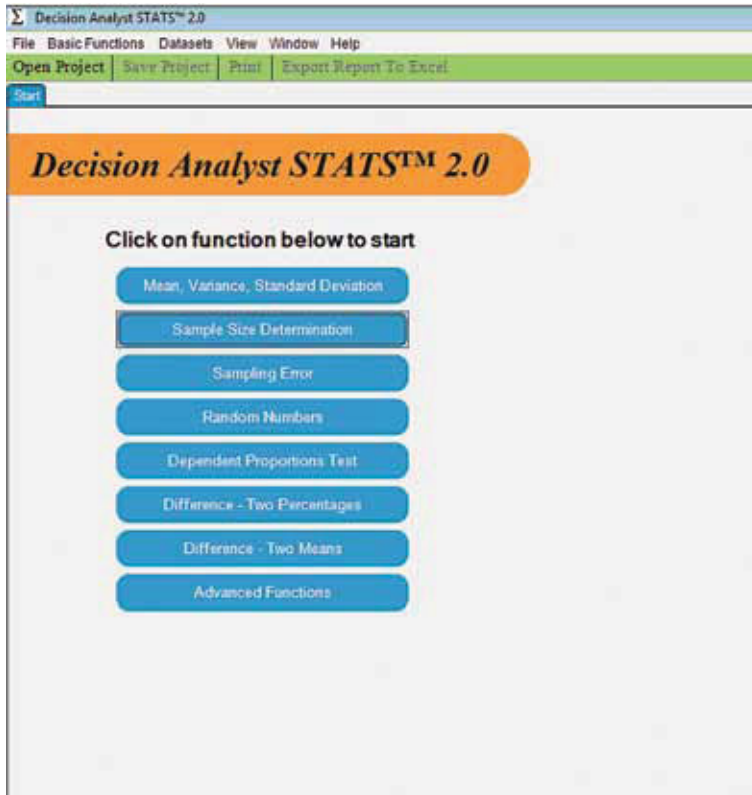 Σ Decision Analyst STATS™ 2.0
File Basic Functions Datasets View Window Help
Open Project Save Project Print Export Report To Excel
Start
Decision Analyst STATS™ 2.0
Click on function below to start
Mean, Variance, Standard Deviation
Sample Size Determination
Sampling Error
Random Numbers
Dependent Proportions Test
Difference - Two Percentages
Difference - Two Means
Advanced Functions